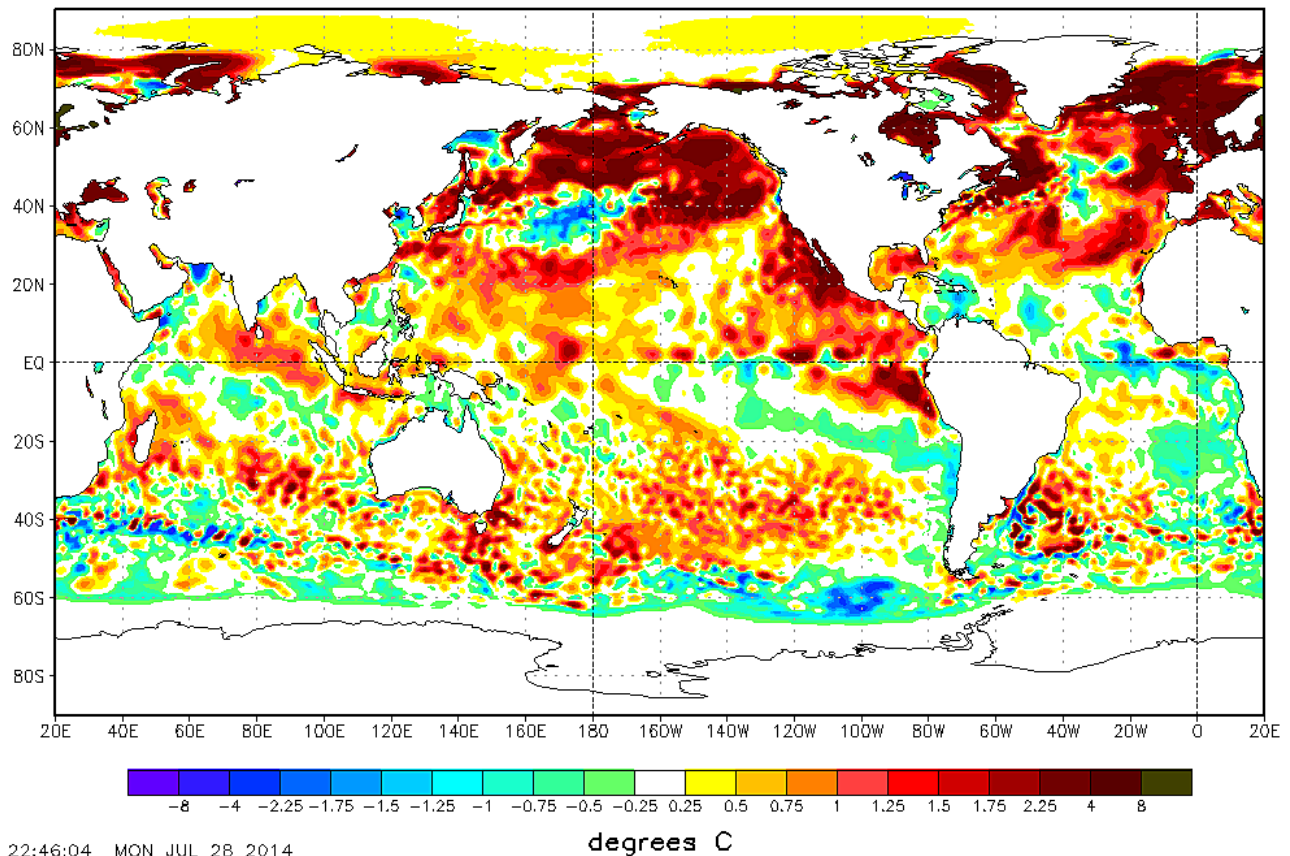 80N
60N
40N
20N
EQ
20S
40S
60S
80S
20E 40E 60E 80E 100E 120E 140E 160E 180 160W 140W 120W 100W 80W 60W 40W 20W 0 20E
-8 -4 -2.25 -1.75 -1.5 -1.25 -1 -0.75 -0.5 -0.25 0.25 0.5 0.75 1 1.25 1.5 1.75 2.25 4 8
degrees C
22:46:04 MON JUL 28 2014